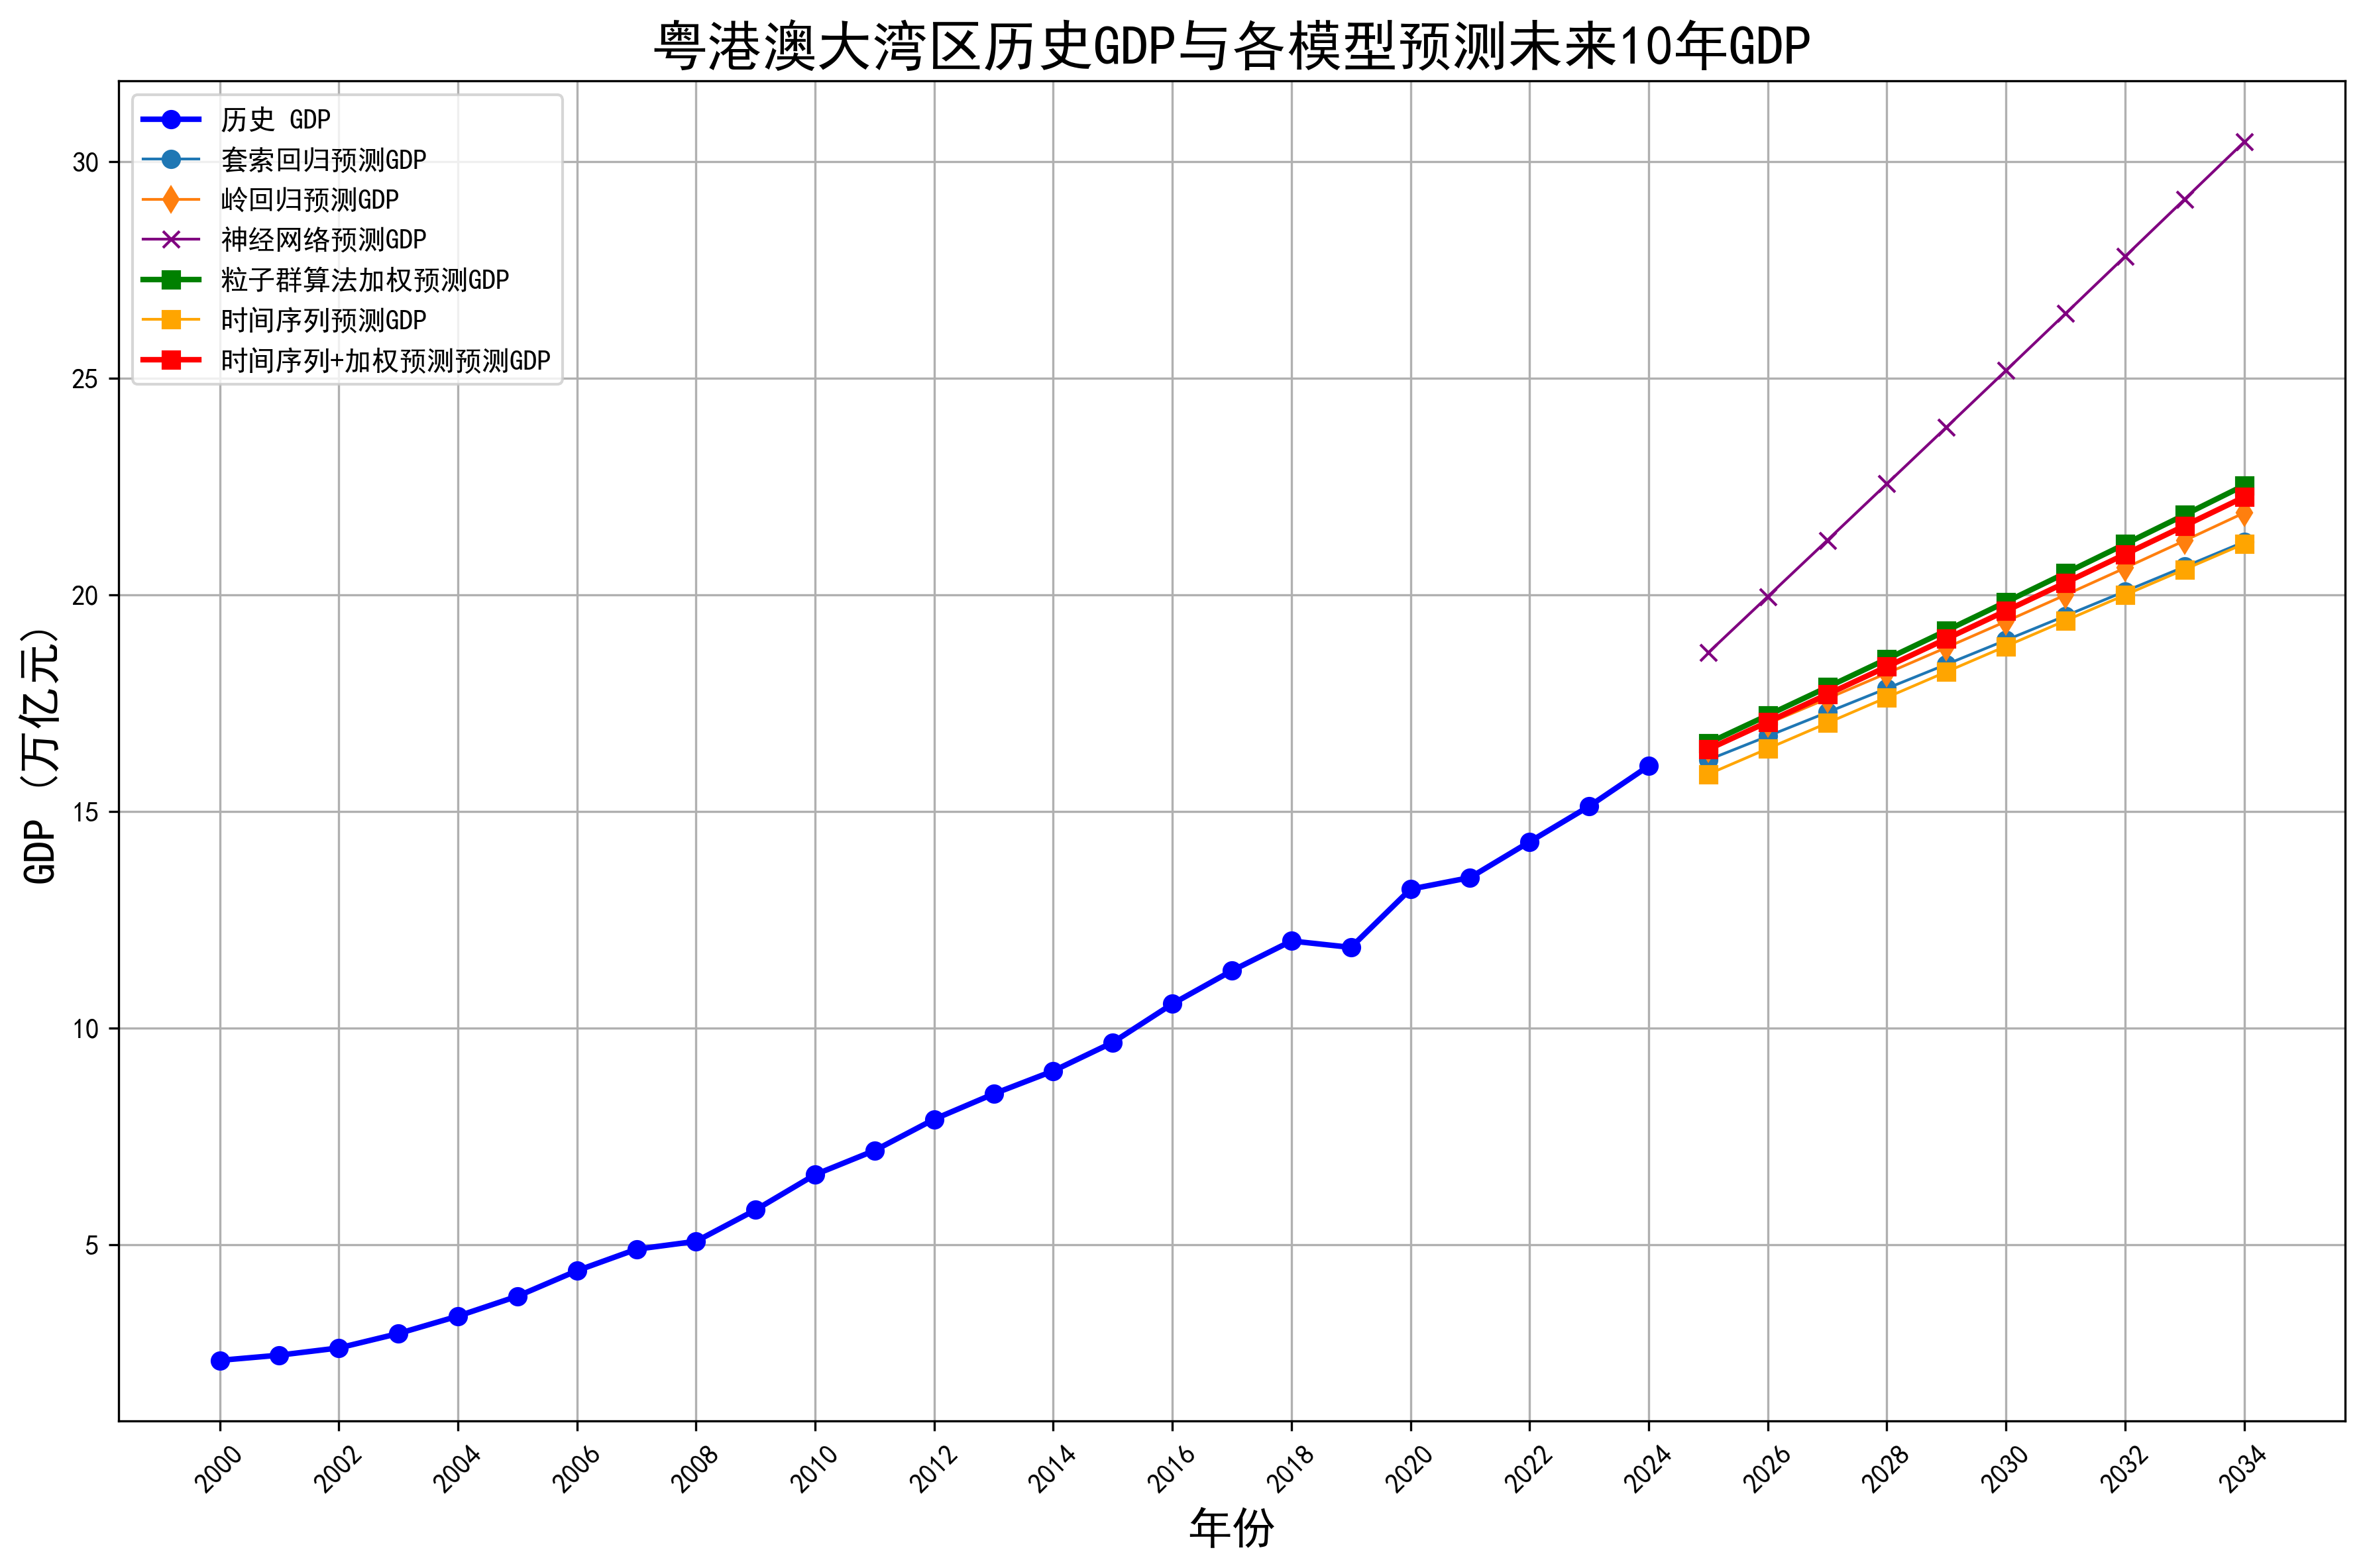 粤港澳大湾区历史GDP与各模型预测未来10年GDP
历史 GDP
套索回归预测GDP
岭回归预测GDP
神经网络预测GDP
粒子群算法加权预测GDP
时间序列预测GDP
时间序列+加权预测预测GDP
GDP (万亿元)
30
25
20
15
10
5
2000 2002 2004 2006 2008 2010 2012 2014 2016 2018 2020 2022 2024 2026 2028 2030 2032 2034
年份